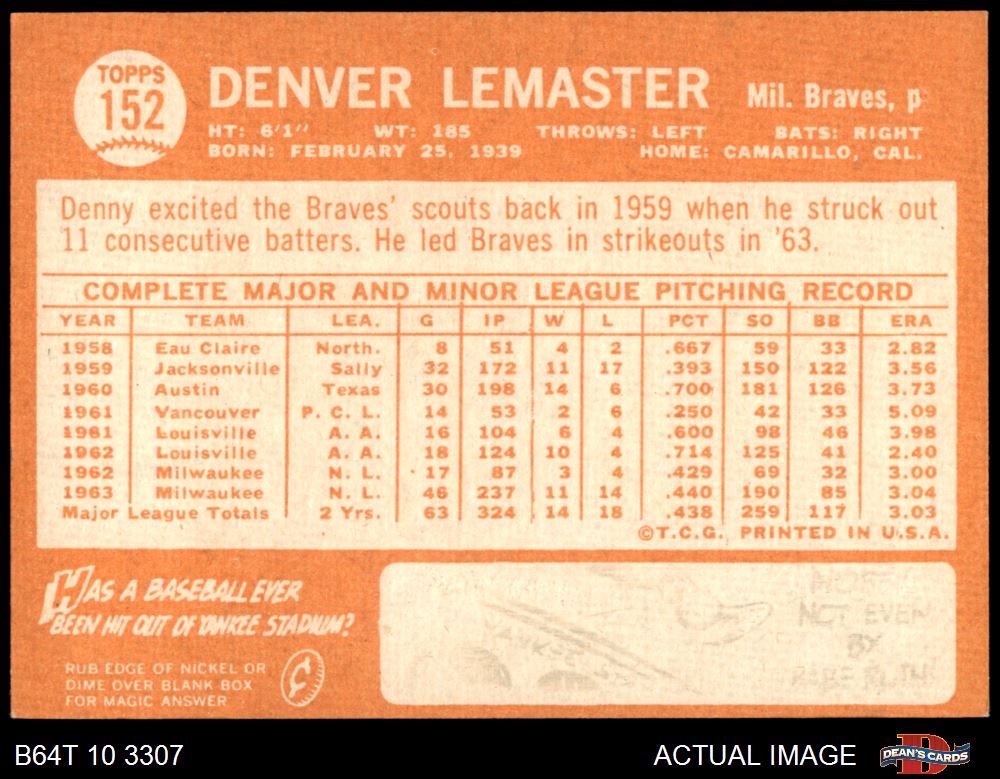 TOPPS
152
DENVER LEMASTER Mil. Braves, p
HT: 6'1" WT: 185 THROWS: LEFT BATS: RIGHT
BORN: FEBRUARY 25, 1939 HOME: CAMARILLO, CAL.
Denny excited the Braves' scouts back in 1959 when he struck out
11 consecutive batters. He led Braves in strikeouts in '63.
COMPLETE MAJOR AND MINOR LEAGUE PITCHING RECORD
YEAR TEAM LEA. G IP W L PCT SO BB ERA
1958 Eau Claire North. 8 51 4 2 .667 59 33 2.82
1959 Jacksonville Sally 32 172 11 17 .393 150 122 3.56
1960 Austin Texas 30 198 14 6 .700 181 126 3.73
1961 Vancouver P. C. L. 14 53 2 6 .250 42 33 5.09
1961 Louisville A. A. 16 104 6 4 .600 98 46 3.98
1962 Louisville A. A. 18 124 10 4 .714 125 41 2.40
1962 Milwaukee N. L. 17 87 3 4 .429 69 32 3.00
1963 Milwaukee N. L. 46 237 11 14 .440 190 85 3.04
Major League Totals 2 Yrs. 63 324 14 18 .438 259 117 3.03
©T.C.G. PRINTED IN U.S.A.
HAS A BASEBALL EVER
BEEN HIT OUT OF YANKEE STADIUM?
RUB EDGE OF NICKEL OR
DIME OVER BLANK BOX
FOR MAGIC ANSWER
¢
NOT EVEN
BY
BABE RUTH
YANKEE
B64T 10 3307 ACTUAL IMAGE DEAN'S CARDS